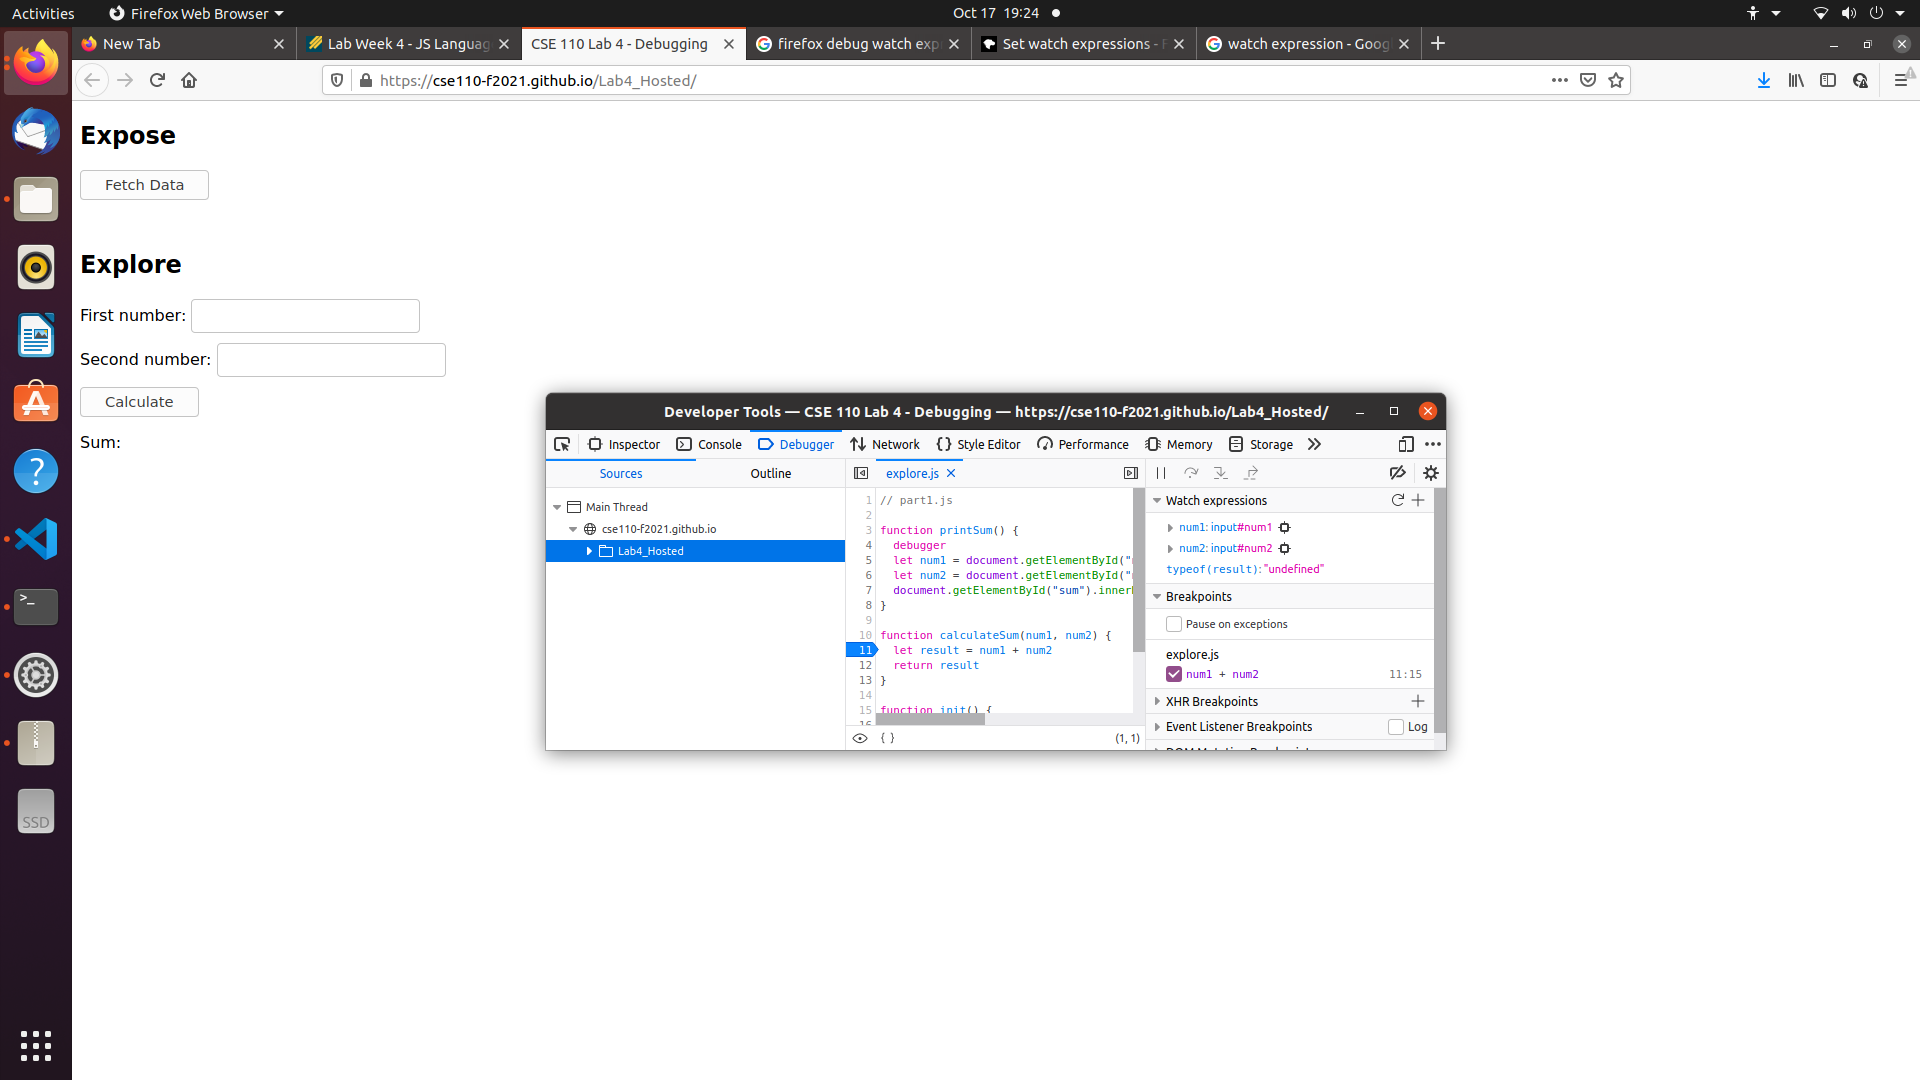 Activities
Firefox Web Browser
Oct 17 19:24
New Tab
Lab Week 4 - JS Languag
CSE 110 Lab 4 - Debugging
firefox debug watch exp
Set watch expressions - F
watch expression - Goog
https://cse110-f2021.github.io/Lab4_Hosted/
Expose
Fetch Data
Explore
First number:
Second number:
Calculate
Sum:
Developer Tools — CSE 110 Lab 4 - Debugging — https://cse110-f2021.github.io/Lab4_Hosted/
Inspector
Console
Debugger
Network
Style Editor
Performance
Memory
Storage
Sources
Outline
Main Thread
cse110-f2021.github.io
Lab4_Hosted
explore.js
1 // part1.js
2
3 function printSum() {
4 debugger
5 let num1 = document.getElementById("
6 let num2 = document.getElementById("
7 document.getElementById("sum").inner
8 }
9
10 function calculateSum(num1, num2) {
11 let result = num1 + num2
12 return result
13 }
14
15 function init() {
16
{ }
(1, 1)
Watch expressions
num1: input#num1
num2: input#num2
typeof(result): "undefined"
Breakpoints
Pause on exceptions
explore.js
num1 + num2 11:15
XHR Breakpoints
Event Listener Breakpoints
Log
SSD